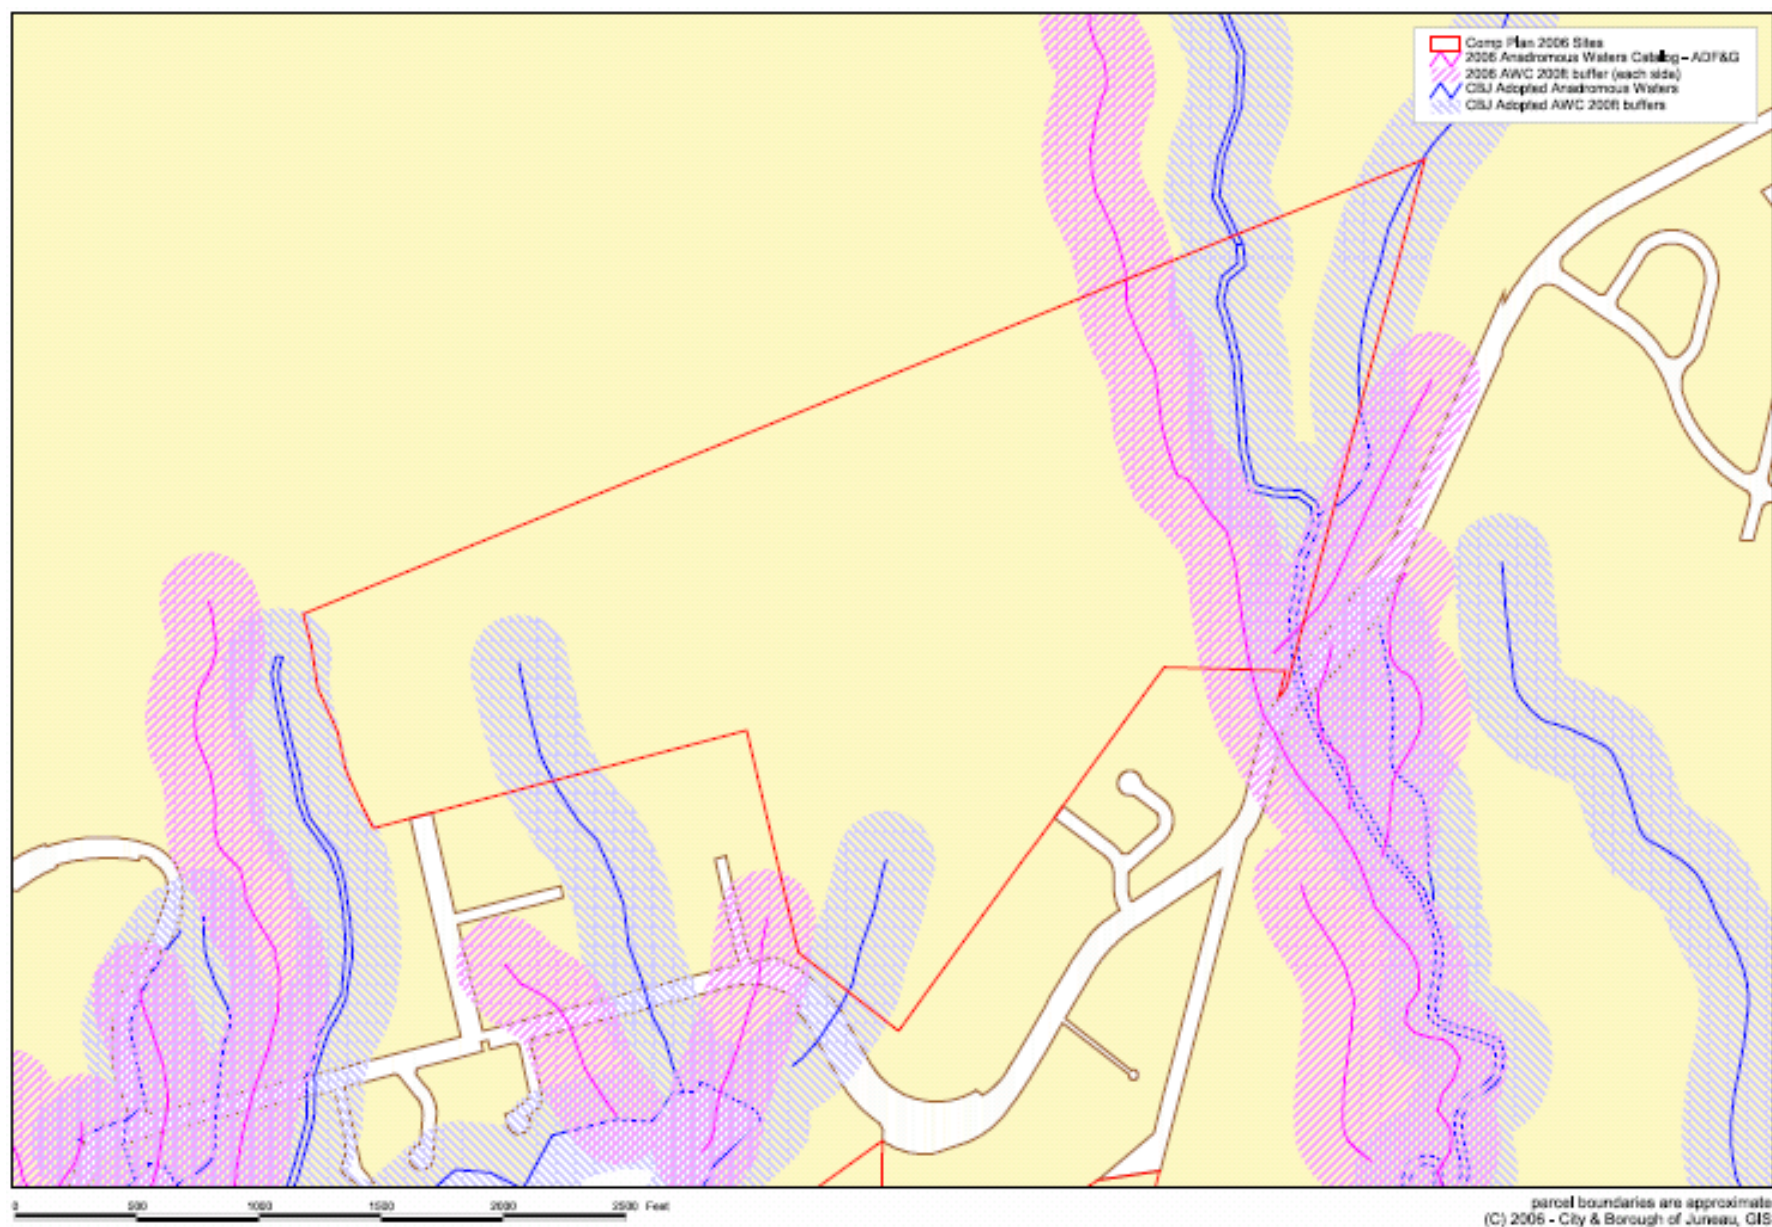 Comp Plan 2006 Sites
2006 Anadromous Waters Catalog - ADF&G
2006 AWC 200ft buffer (each side)
CBJ Adopted Anadromous Waters
CBJ Adopted AWC 200ft buffers
0 500 1000 1500 2000 2500 Feet
parcel boundaries are approximate
(C) 2006 - City & Borough of Juneau, GIS